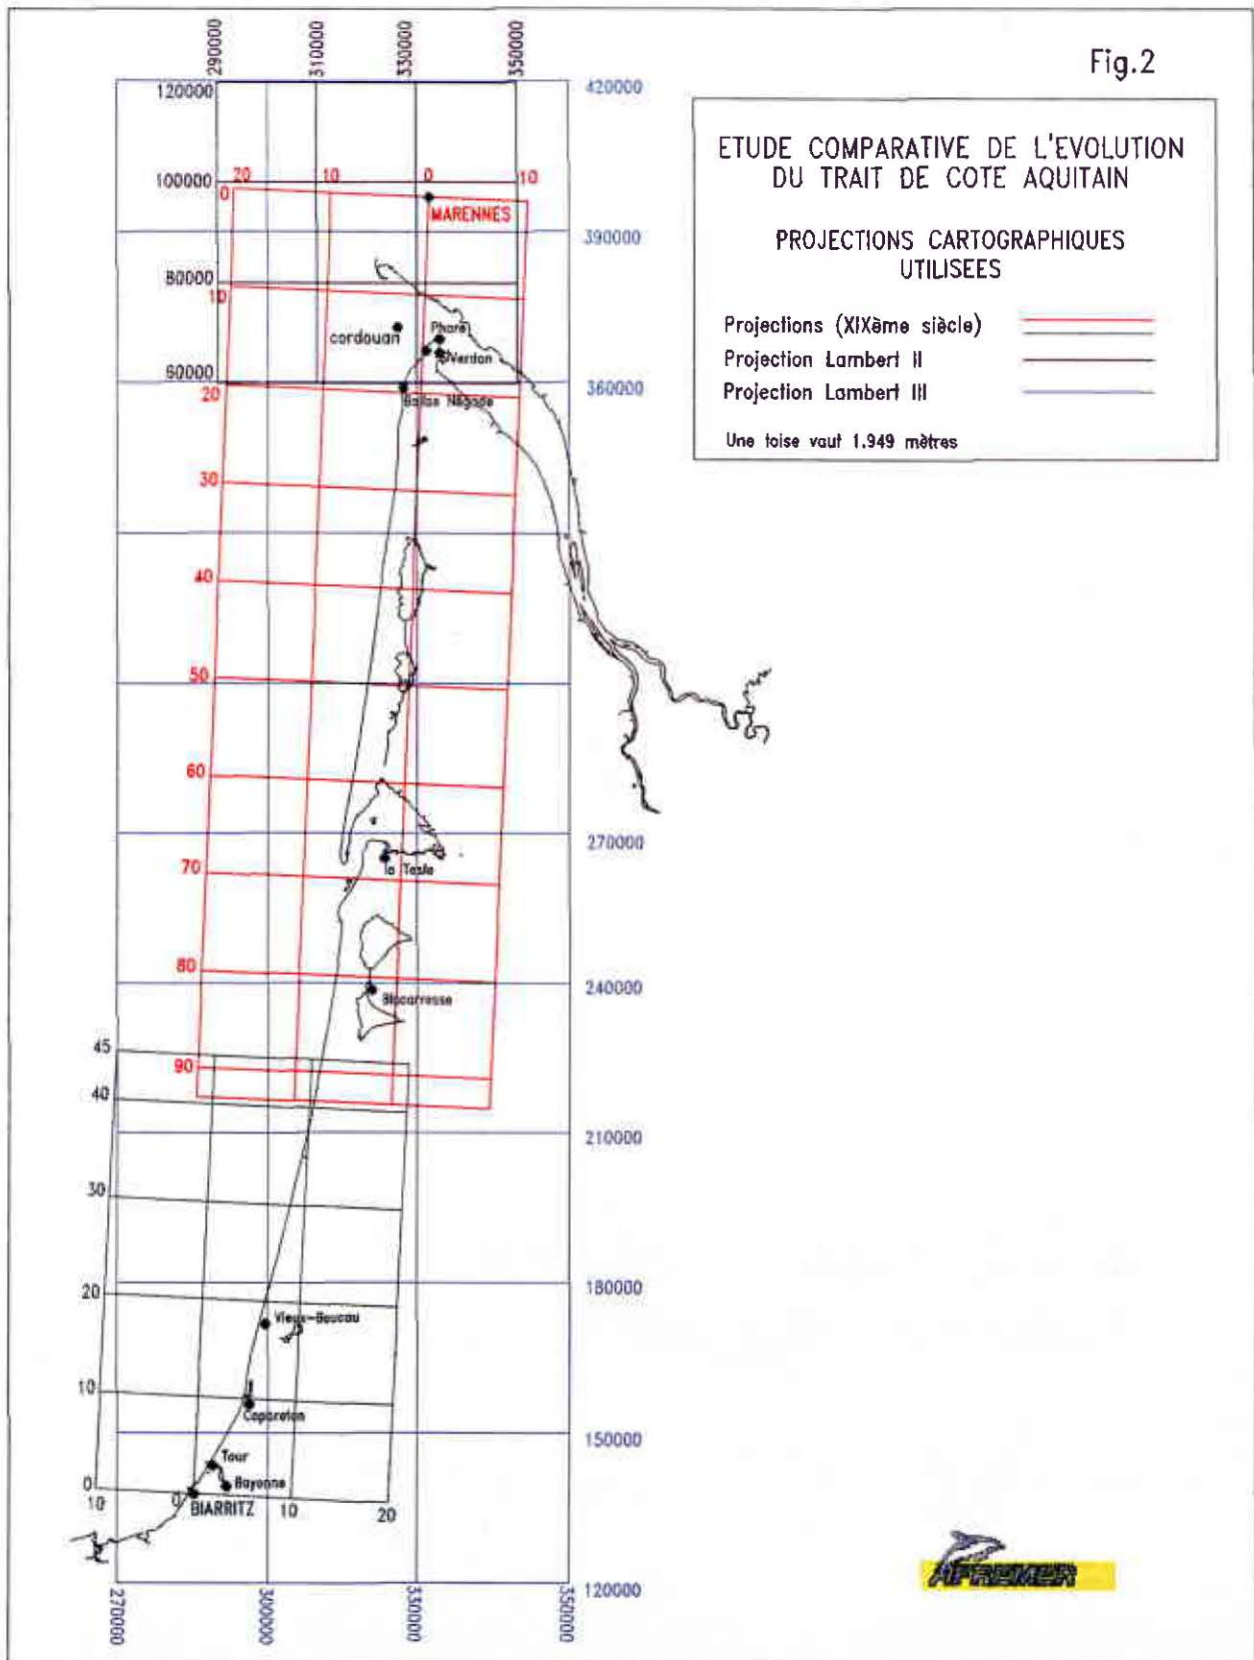 Fig.2
ETUDE COMPARATIVE DE L'EVOLUTION
DU TRAIT DE COTE AQUITAIN
PROJECTIONS CARTOGRAPHIQUES
UTILISEES
Projections (XIXème siècle)
Projection Lambert II
Projection Lambert III
Une toise vaut 1.949 mètres
290000
310000
330000
350000
120000
420000
100000
0
20
10
0
10
MARENNES
390000
80000
10
cordouan
Phare
Verdon
60000
20
360000
30
40
50
60
270000
70
la Teste
80
240000
45
90
40
210000
30
180000
20
Vieux-Boucau
10
150000
Tour
Bayonne
0
10
0
BIARRITZ
10
20
120000
270000
300000
350000